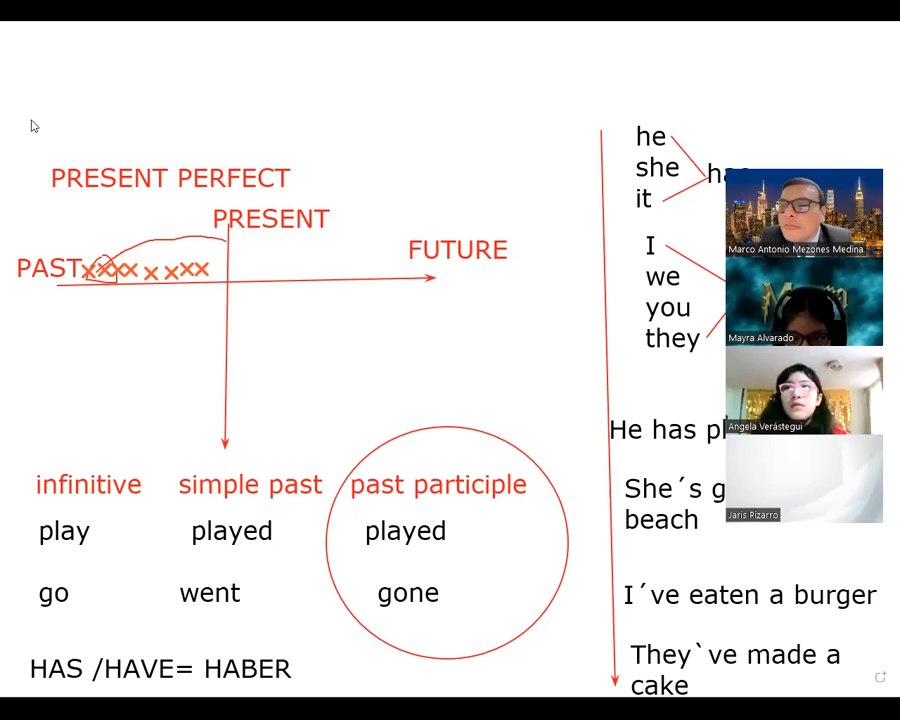 PRESENT PERFECT
PRESENT
FUTURE
PAST
infinitive simple past past participle
play played played
go went gone
HAS /HAVE= HABER
he
she
it
I
we
you
they
He has
She´s
beach
I´ve eaten a burger
They`ve made a
cake
Marco Antonio Mezones Medina
Mayra Alvarado
Angela Verástegui
Jaris Pizarro